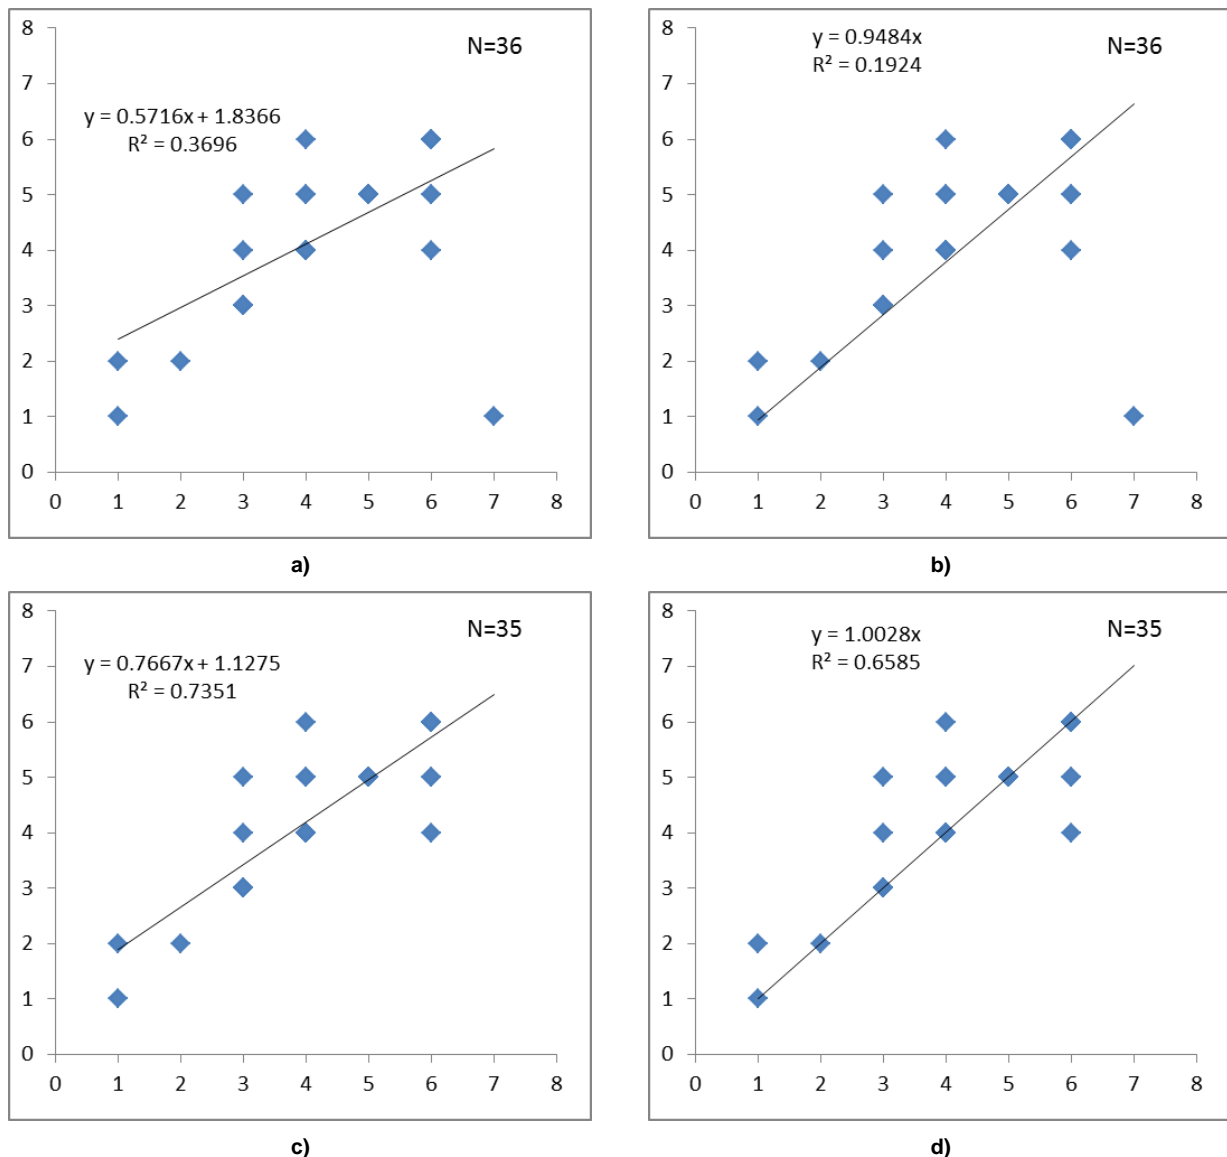 8
N=36
7
y = 0.5716x + 1.8366
R² = 0.3696
6
5
4
3
2
1
0
0 1 2 3 4 5 6 7 8
a)
8
y = 0.9484x
R² = 0.1924
N=36
7
6
5
4
3
2
1
0
0 1 2 3 4 5 6 7 8
b)
8
N=35
7
y = 0.7667x + 1.1275
R² = 0.7351
6
5
4
3
2
1
0
0 1 2 3 4 5 6 7 8
c)
8
y = 1.0028x
R² = 0.6585
N=35
7
6
5
4
3
2
1
0
0 1 2 3 4 5 6 7 8
d)